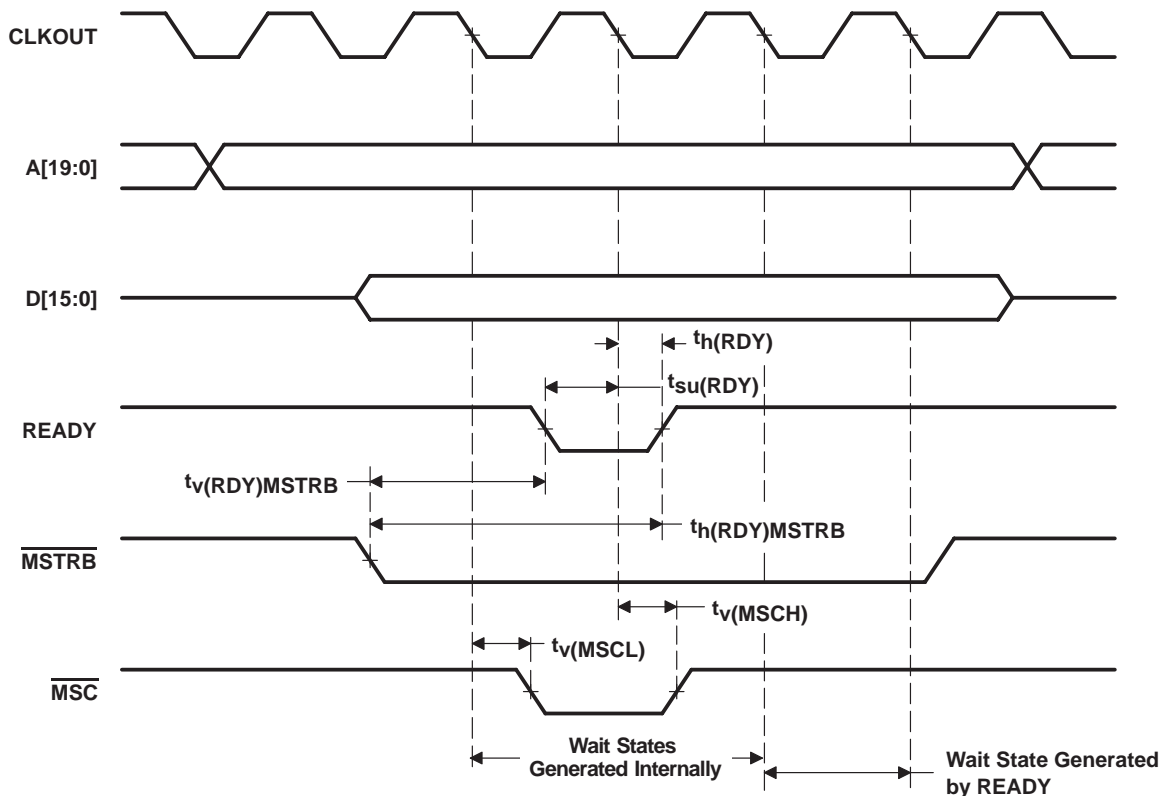 CLKOUT
A[19:0]
D[15:0]
th(RDY)
tsu(RDY)
READY
tv(RDY)MSTRB
th(RDY)MSTRB
MSTRB
tv(MSCH)
tv(MSCL)
MSC
Wait States
Generated Internally
Wait State Generated
by READY